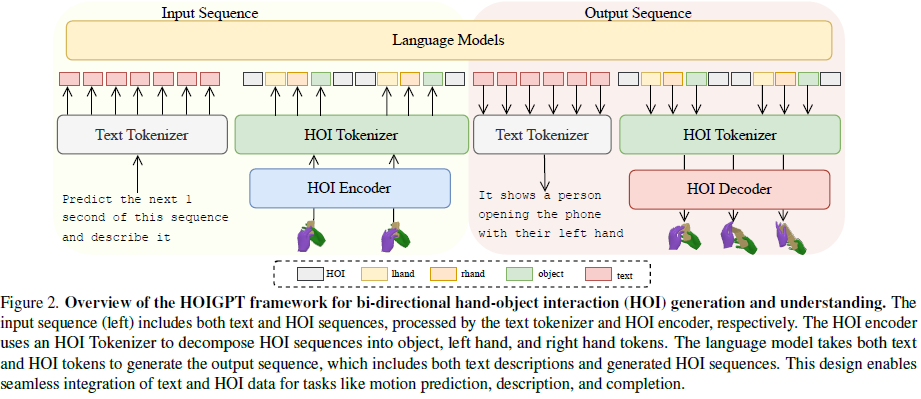 Input Sequence
Output Sequence
Language Models
Text Tokenizer
HOI Tokenizer
Text Tokenizer
HOI Tokenizer
HOI Encoder
HOI Decoder
Predict the next 1
second of this sequence
and describe it
It shows a person
opening the phone
with their left hand
HOI
lhand
rhand
object
text
Figure 2. Overview of the HOIGPT framework for bi-directional hand-object interaction (HOI) generation and understanding. The
input sequence (left) includes both text and HOI sequences, processed by the text tokenizer and HOI encoder, respectively. The HOI encoder
uses an HOI Tokenizer to decompose HOI sequences into object, left hand, and right hand tokens. The language model takes both text
and HOI tokens to generate the output sequence, which includes both text descriptions and generated HOI sequences. This design enables
seamless integration of text and HOI data for tasks like motion prediction, description, and completion.